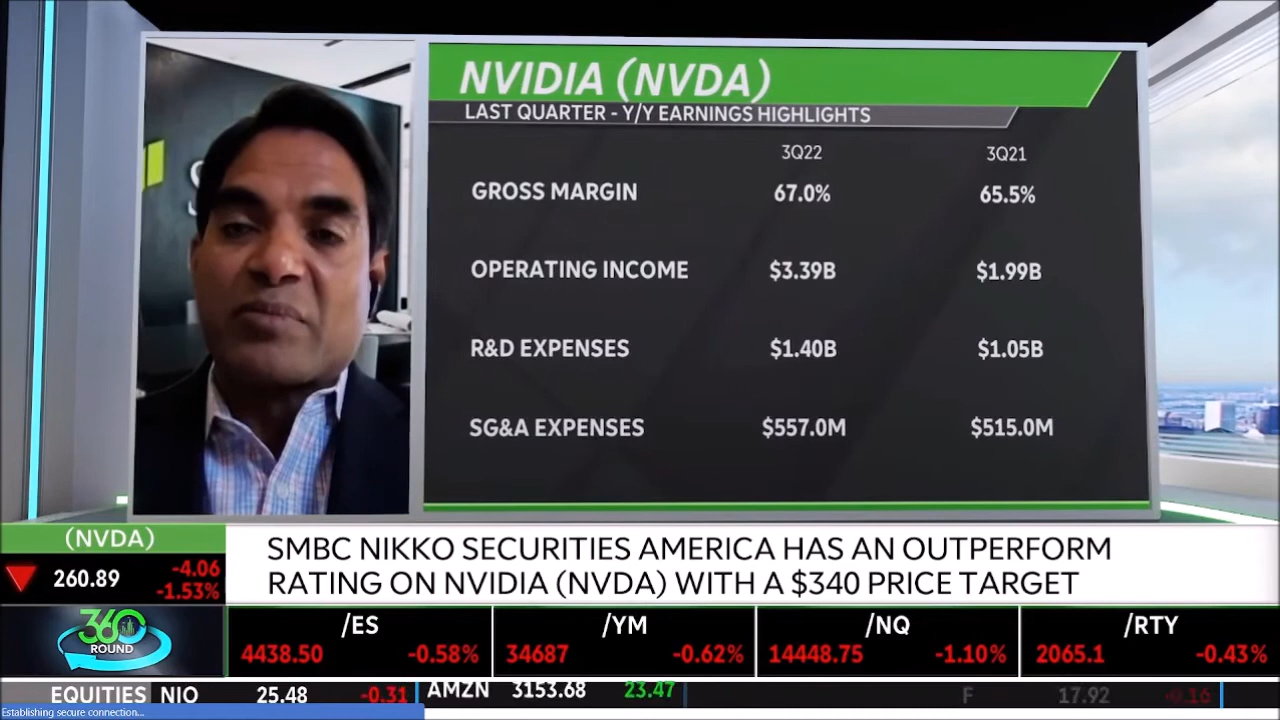 NVIDIA (NVDA)
LAST QUARTER - Y/Y EARNINGS HIGHLIGHTS
3Q22 3Q21
GROSS MARGIN 67.0% 65.5%
OPERATING INCOME $3.39B $1.99B
R&D EXPENSES $1.40B $1.05B
SG&A EXPENSES $557.0M $515.0M
S
(NVDA)
260.89 -4.06
-1.53%
SMBC NIKKO SECURITIES AMERICA HAS AN OUTPERFORM
RATING ON NVIDIA (NVDA) WITH A $340 PRICE TARGET
360
ROUND
/ES /YM /NQ /RTY
4438.50 -0.58% 34687 -0.62% 14448.75 -1.10% 2065.1 -0.43%
EQUITIES NIO 25.48 -0.31 AMZN 3153.68 23.47 F 17.92 -0.16
Establishing secure connection...